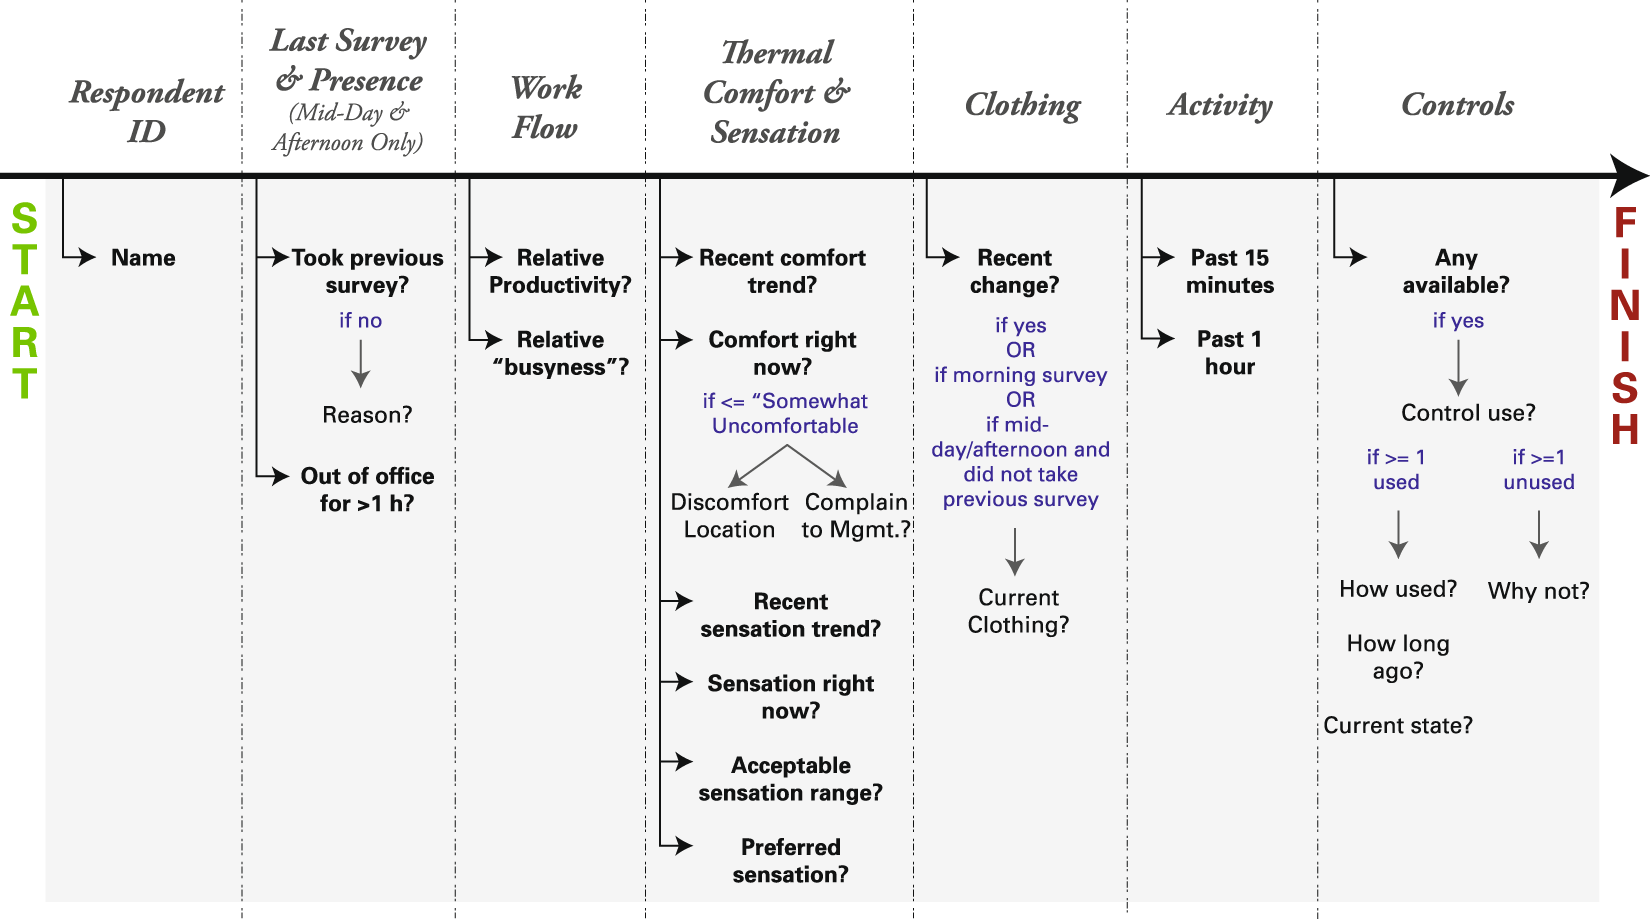 Respondent
ID
Last Survey
& Presence
(Mid-Day &
Afternoon Only)
Work
Flow
Thermal
Comfort &
Sensation
Clothing
Activity
Controls
START
Name
Took previous
survey?
if no
Reason?
Out of office
for >1 h?
Relative
Productivity?
Relative
“busyness”?
Recent comfort
trend?
Comfort right
now?
if <= “Somewhat
Uncomfortable
Discomfort
Location
Complain
to Mgmt.?
Recent
sensation trend?
Sensation right
now?
Acceptable
sensation range?
Preferred
sensation?
Recent
change?
if yes
OR
if morning survey
OR
if mid-
day/afternoon and
did not take
previous survey
Current
Clothing?
Past 15
minutes
Past 1
hour
Any
available?
if yes
Control use?
if >= 1
used
How used?
How long
ago?
Current state?
if >=1
unused
Why not?
FINISH